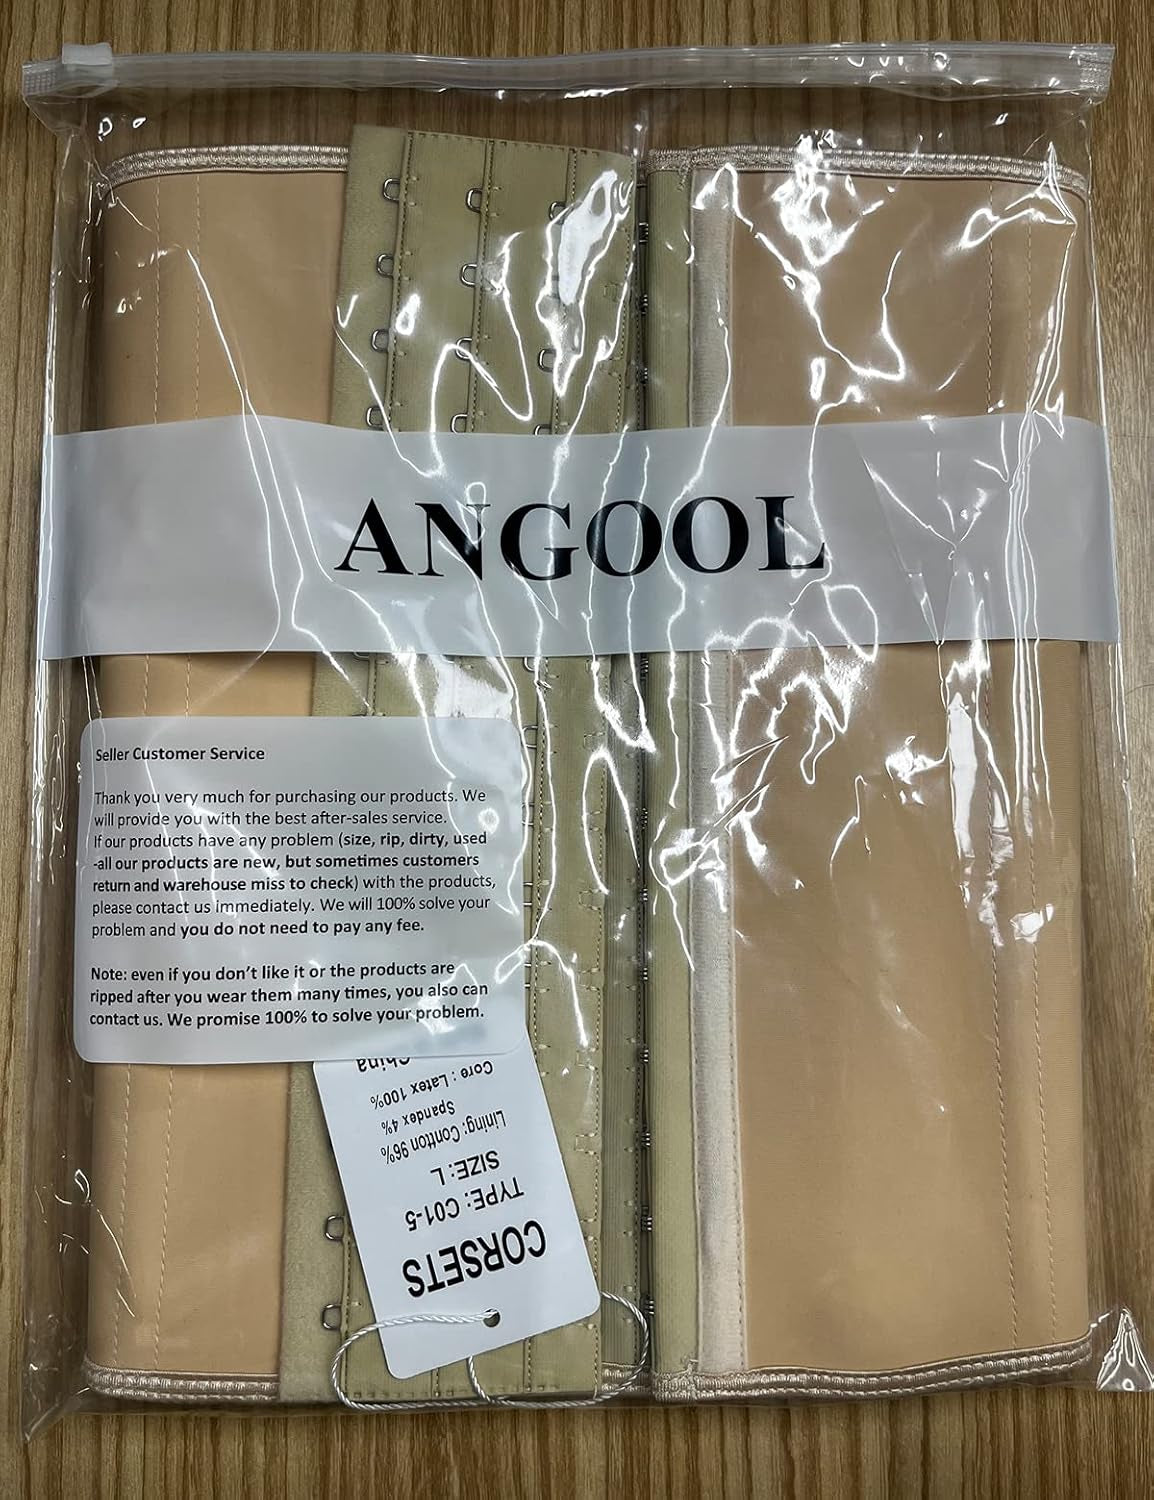 ANGOOL
Seller Customer Service
Thank you very much for purchasing our products. We
will provide you with the best after-sales service.
If our products have any problem (size, rip, dirty, used
-all our products are new, but sometimes customers
return and warehouse miss to check) with the products,
please contact us immediately. We will 100% solve your
problem and you do not need to pay any fee.
Note: even if you don't like it or the products are
ripped after you wear them many times, you also can
contact us. We promise 100% to solve your problem.
CORSETS
TYPE: C01-5
SIZE: L
Lining: Contton 96%
Spandex 4%
Core: Latex 100%
China